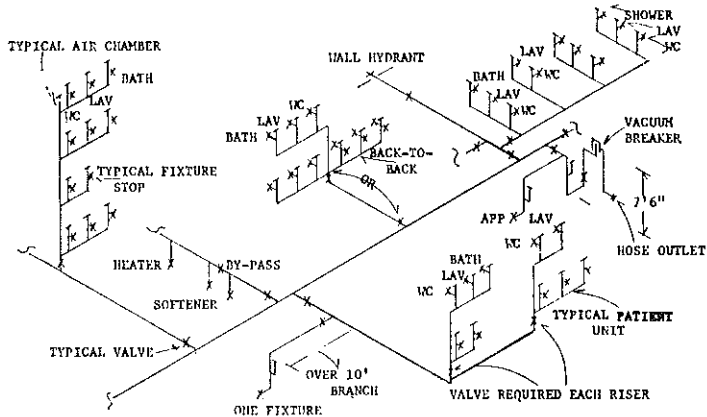 SHOWER
LAV
WC
TYPICAL AIR CHAMBER
BATH
LAV
WC
WALL HYDRANT
LAV
WC
BATH
LAV
WC
VACUUM
BREAKER
WC
LAV
BATH
BACK-TO-
BACK
OR
TYPICAL FIXTURE
STOP
7'6"
APP
LAV
WC
HOSE OUTLET
HEATER
BY-PASS
SOFTENER
BATH
LAV
WC
TYPICAL PATIENT
UNIT
TYPICAL VALVE
OVER 10'
BRANCH
ONE FIXTURE
VALVE REQUIRED EACH RISER